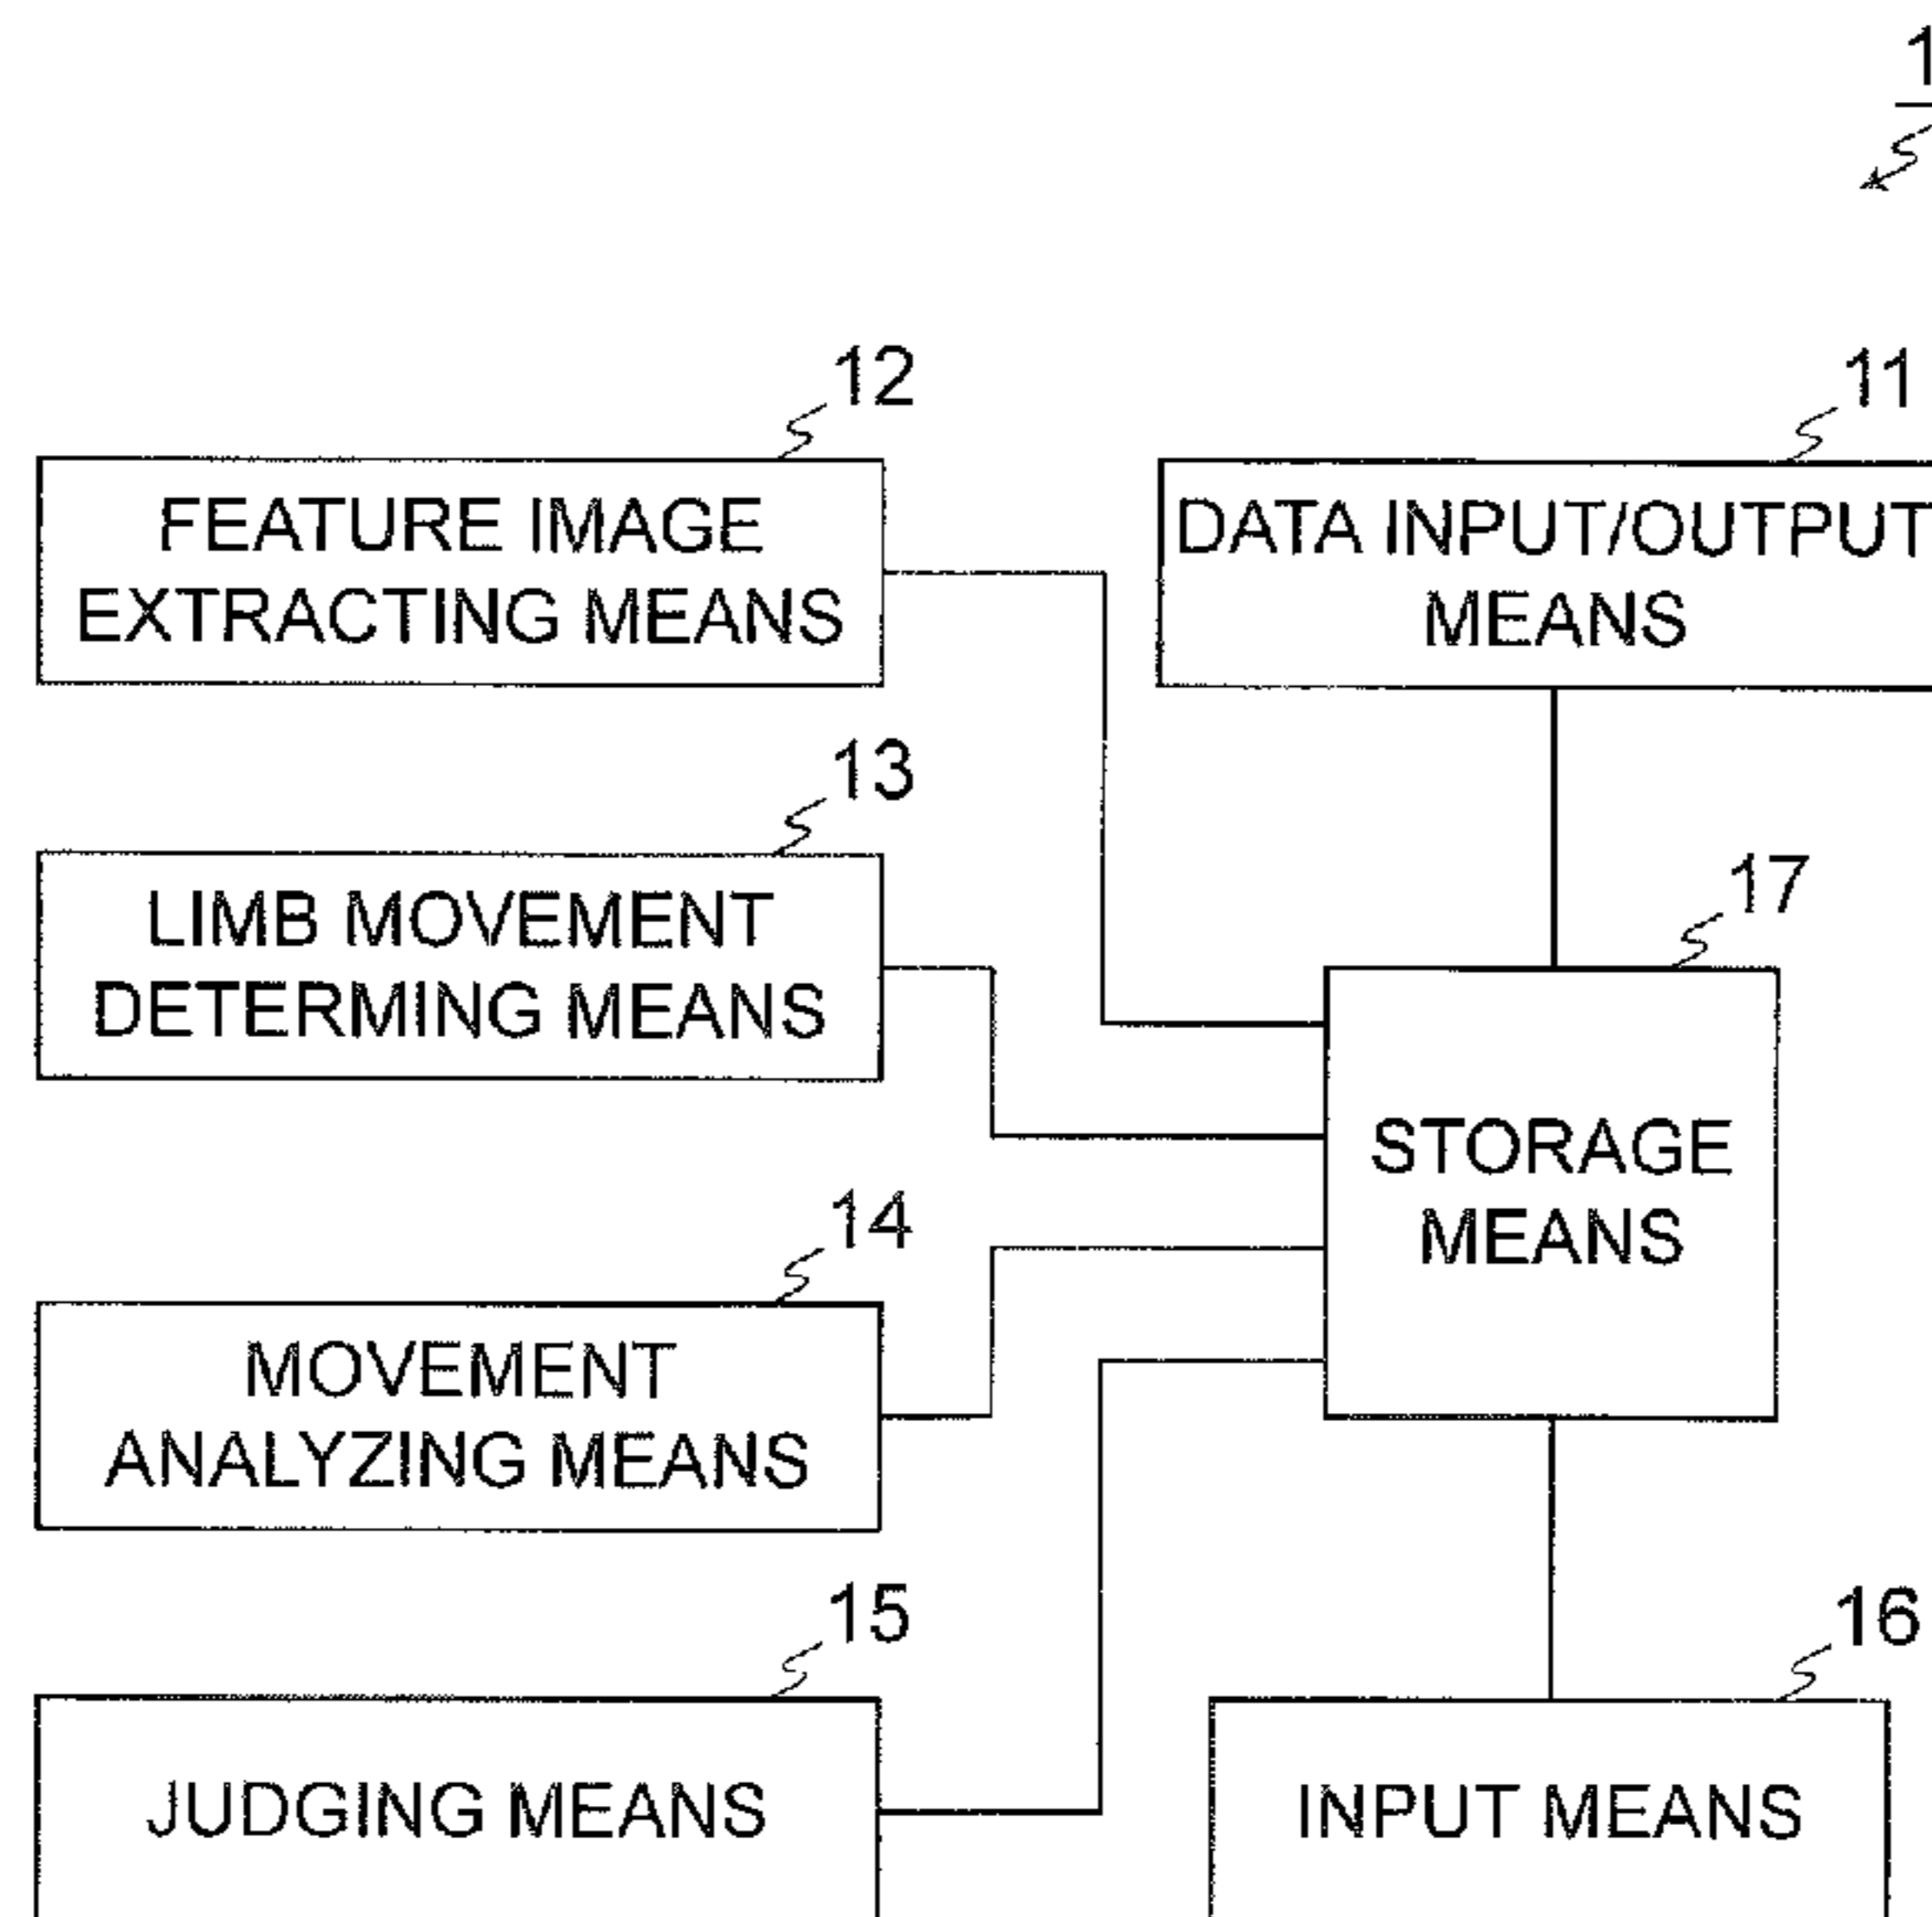 1
12
11
FEATURE IMAGE
EXTRACTING MEANS
DATA INPUT/OUTPUT
MEANS
13
LIMB MOVEMENT
DETERMING MEANS
17
STORAGE
MEANS
14
MOVEMENT
ANALYZING MEANS
15
16
JUDGING MEANS
INPUT MEANS